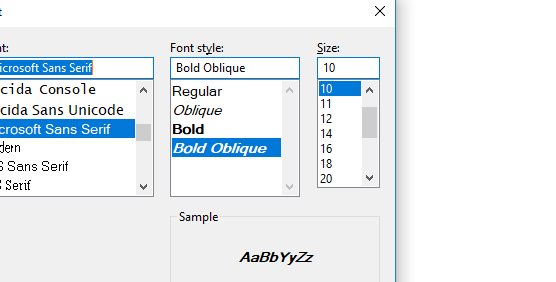 t
nt:
Font style:
Size:
icrosoft Sans Serif
Bold Oblique
10
cida Console
cida Sans Unicode
crosoft Sans Serif
dern
S Sans Serif
S Serif
Regular
Oblique
Bold
Bold Oblique
10
11
12
14
16
18
20
Sample
AaBbYyZz